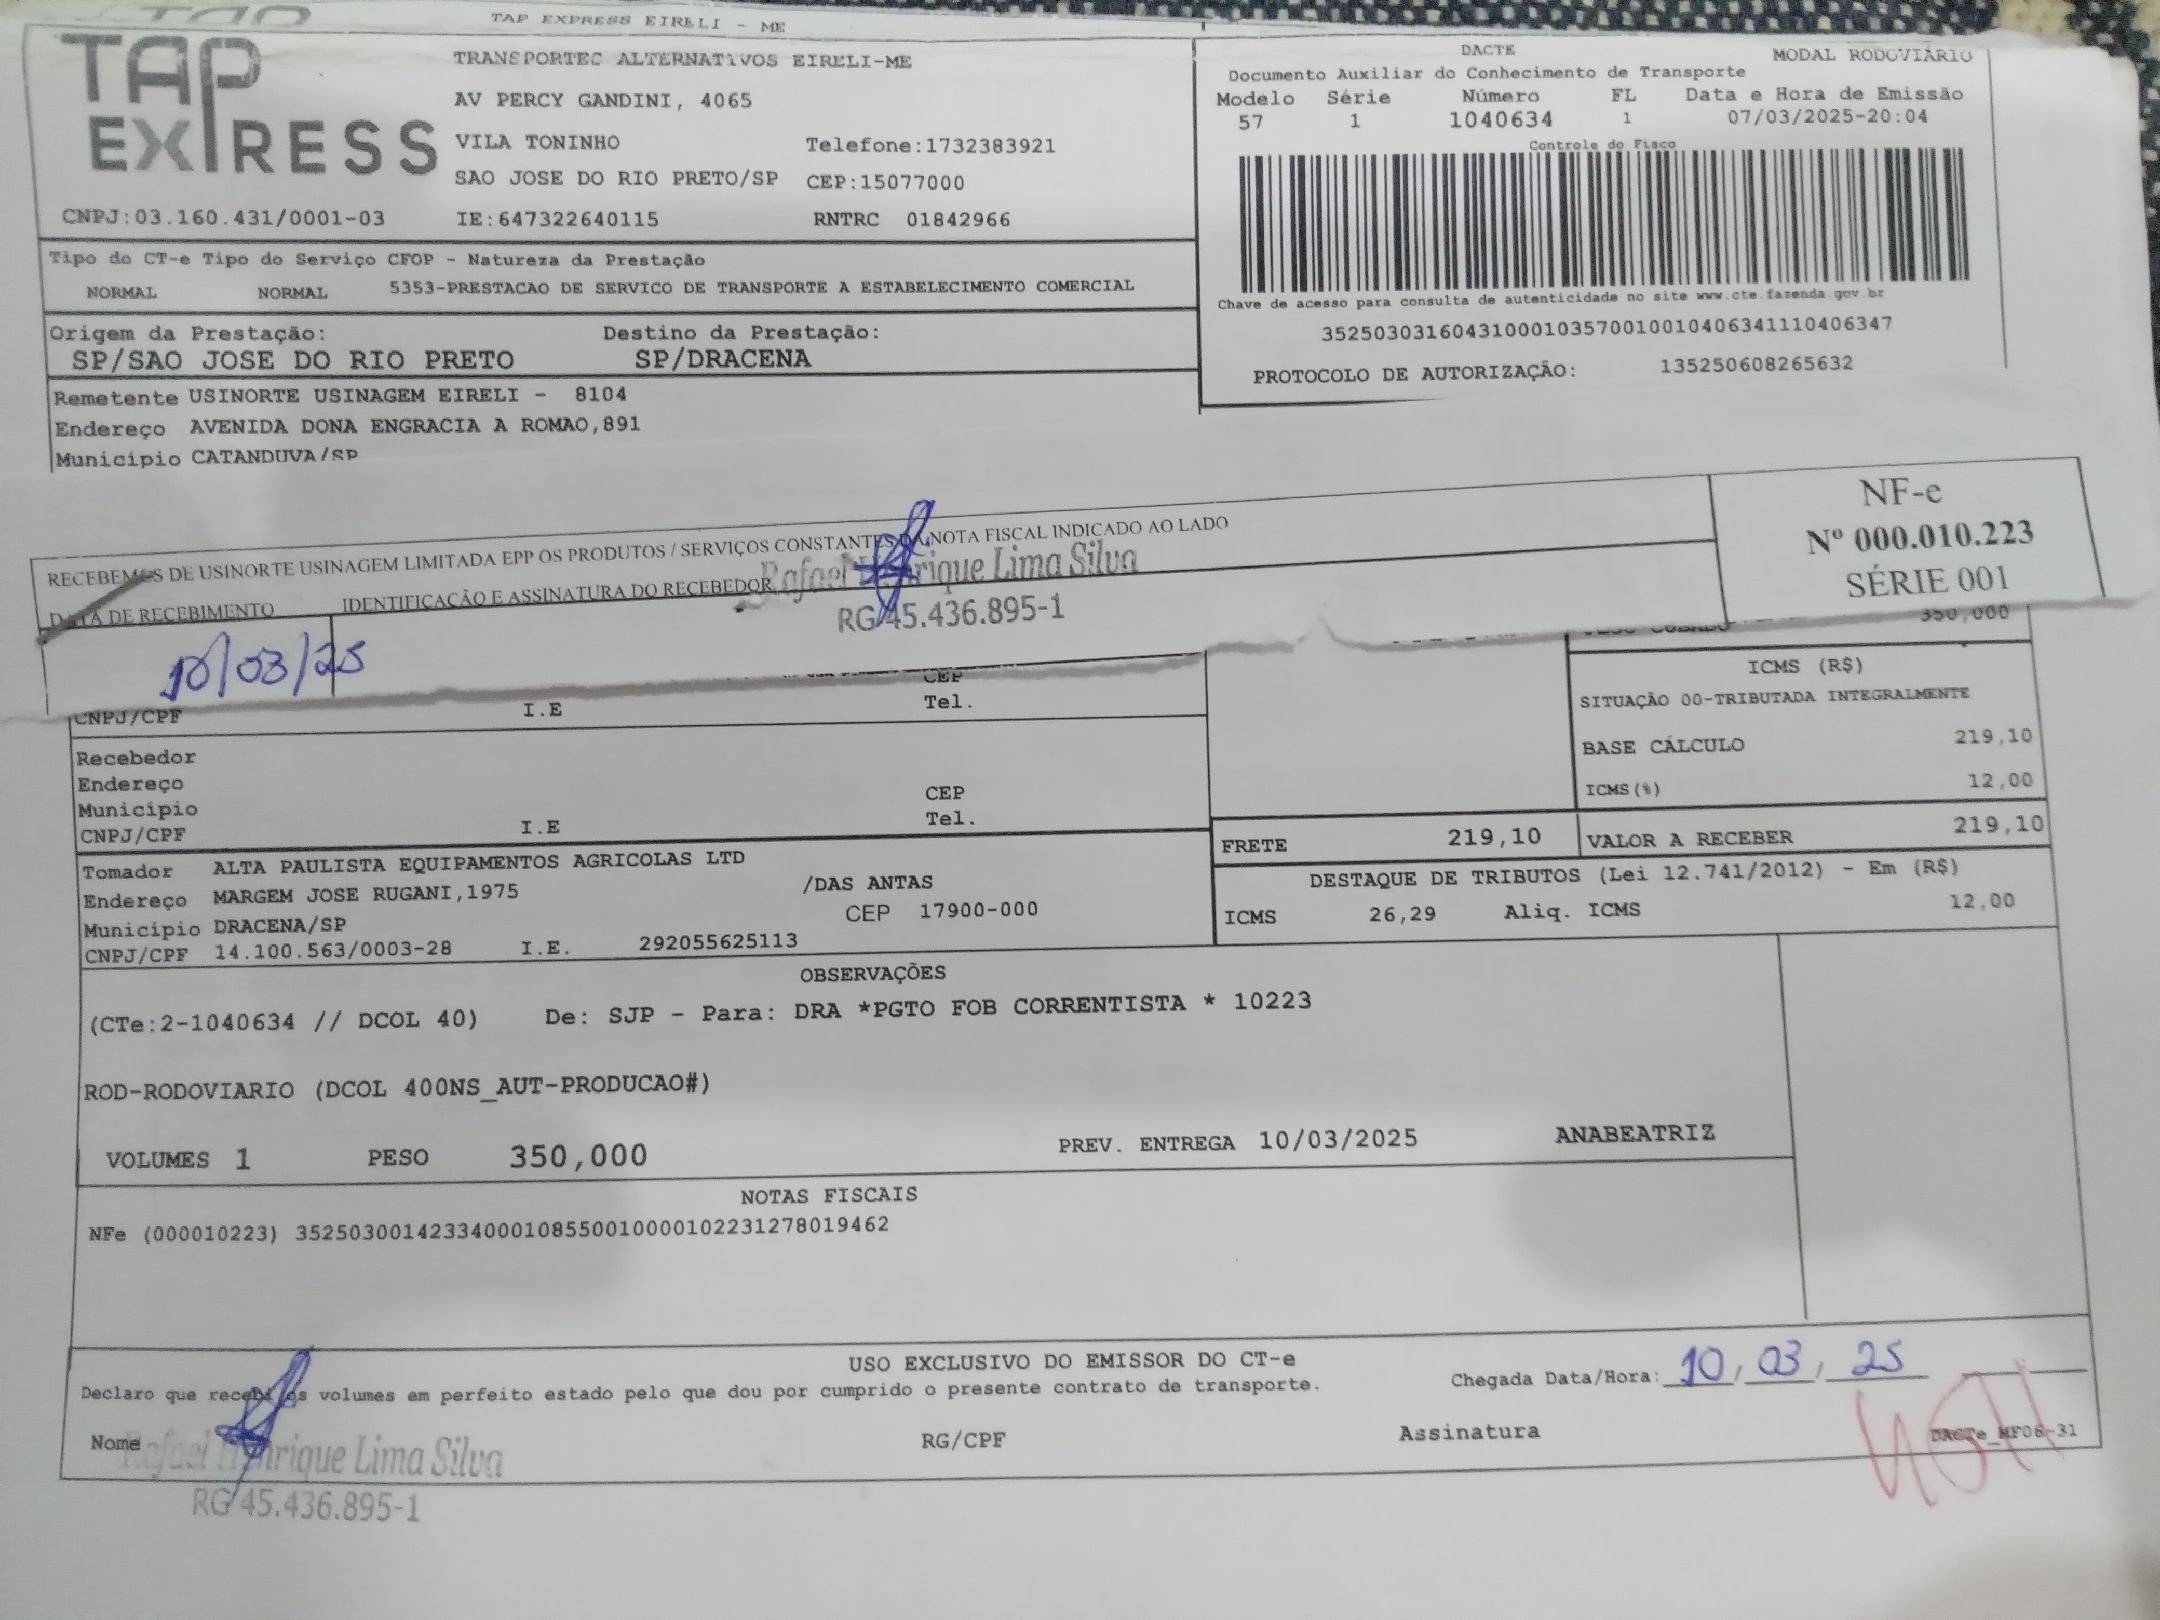 TAP EXPRESS EIRELI - ME
TAP
EXPRESS
TRANSPORTEC ALTERNATIVOS EIRELI-ME
AV PERCY GANDINI, 4065
VILA TONINHO Telefone:1732383921
SAO JOSE DO RIO PRETO/SP CEP:15077000
CNPJ:03.160.431/0001-03 IE:647322640115 RNTRC 01842966
DACTE MODAL RODOVIÁRIO
Documento Auxiliar do Conhecimento de Transporte
Modelo Série Número FL Data e Hora de Emissão
57 1 1040634 1 07/03/2025-20:04
Controle do Fisco
Chave de acesso para consulta de autenticidade no site www.cte.fazenda.gov.br
35250303160431000103570010010406341110406347
PROTOCOLO DE AUTORIZAÇÃO: 135250608265632
Tipo do CT-e Tipo do Serviço CFOP - Natureza da Prestação
NORMAL NORMAL 5353-PRESTACAO DE SERVICO DE TRANSPORTE A ESTABELECIMENTO COMERCIAL
Origem da Prestação: Destino da Prestação:
SP/SAO JOSE DO RIO PRETO SP/DRACENA
Remetente USINORTE USINAGEM EIRELI - 8104
Endereço AVENIDA DONA ENGRACIA A ROMAO,891
Município CATANDUVA/SP
RECEBEMOS DE USINORTE USINAGEM LIMITADA EPP OS PRODUTOS / SERVIÇOS CONSTANTES DA NOTA FISCAL INDICADO AO LADO
DATA DE RECEBIMENTO IDENTIFICAÇÃO E ASSINATURA DO RECEBEDOR
Rafael Henrique Lima Silva
RG 45.436.895-1
10/03/25
NF-e
Nº 000.010.223
SÉRIE 001
350,000
CEP
CNPJ/CPF I.E Tel.
Recebedor
Endereço
Município CEP
CNPJ/CPF I.E Tel.
ICMS (R$)
SITUAÇÃO 00-TRIBUTADA INTEGRALMENTE
BASE CÁLCULO 219,10
ICMS(%) 12,00
FRETE 219,10 VALOR A RECEBER 219,10
Tomador ALTA PAULISTA EQUIPAMENTOS AGRICOLAS LTD
Endereço MARGEM JOSE RUGANI,1975 /DAS ANTAS
Município DRACENA/SP CEP 17900-000
CNPJ/CPF 14.100.563/0003-28 I.E. 292055625113
DESTAQUE DE TRIBUTOS (Lei 12.741/2012) - Em (R$)
ICMS 26,29 Aliq. ICMS 12,00
OBSERVAÇÕES
(CTe:2-1040634 // DCOL 40) De: SJP - Para: DRA *PGTO FOB CORRENTISTA * 10223
ROD-RODOVIARIO (DCOL 400NS_AUT-PRODUCAO#)
VOLUMES 1 PESO 350,000 PREV. ENTREGA 10/03/2025 ANABEATRIZ
NOTAS FISCAIS
NFe (000010223) 35250300142334000108550010000102231278019462
USO EXCLUSIVO DO EMISSOR DO CT-e
Declaro que recebi os volumes em perfeito estado pelo que dou por cumprido o presente contrato de transporte.
Chegada Data/Hora: 10/03/25
Nome RG/CPF Assinatura
DACTe_MF06-31
Rafael Henrique Lima Silva
RG 45.436.895-1